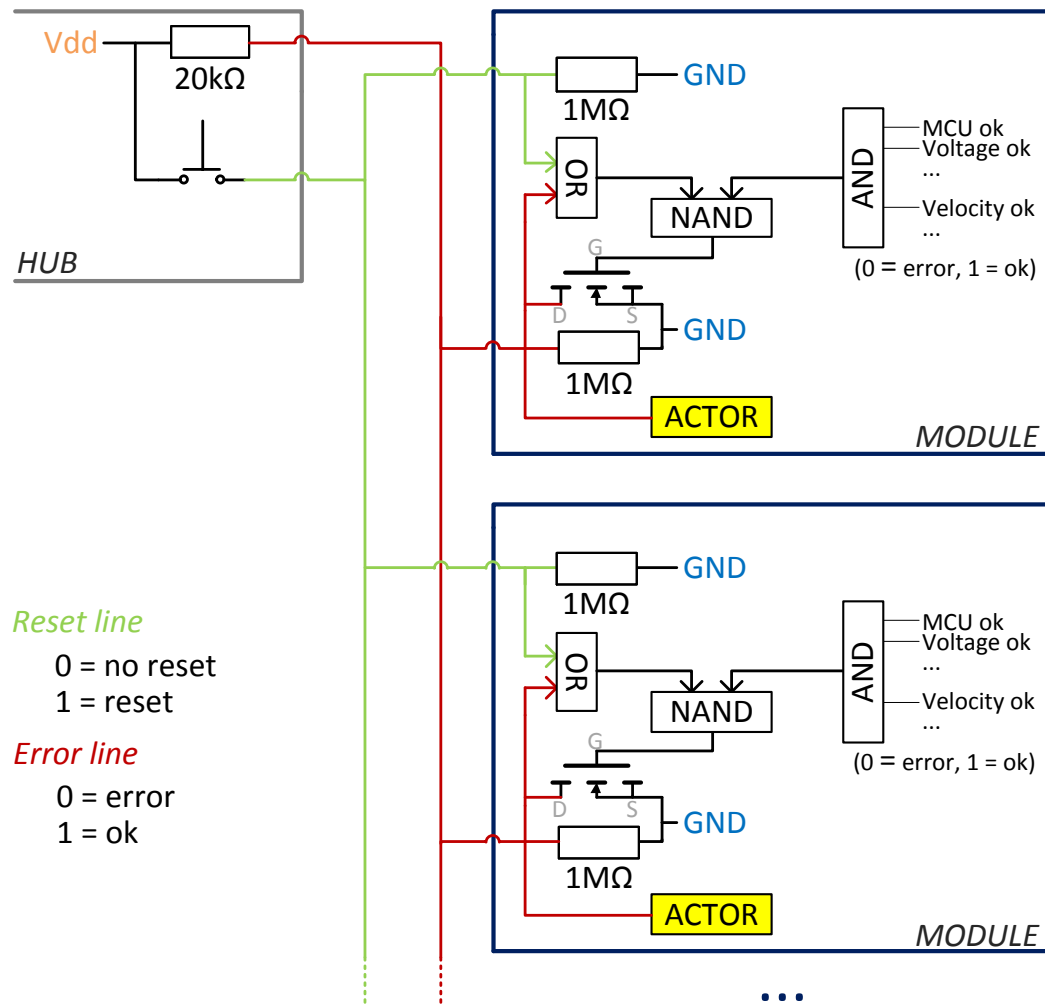 Vdd
20kΩ
HUB
1MΩ
GND
OR
NAND
AND
MCU ok
Voltage ok
...
Velocity ok
...
(0 = error, 1 = ok)
G
D
S
GND
1MΩ
ACTOR
MODULE
1MΩ
GND
OR
NAND
AND
MCU ok
Voltage ok
...
Velocity ok
...
(0 = error, 1 = ok)
G
D
S
GND
1MΩ
ACTOR
MODULE
...
Reset line
0 = no reset
1 = reset
Error line
0 = error
1 = ok